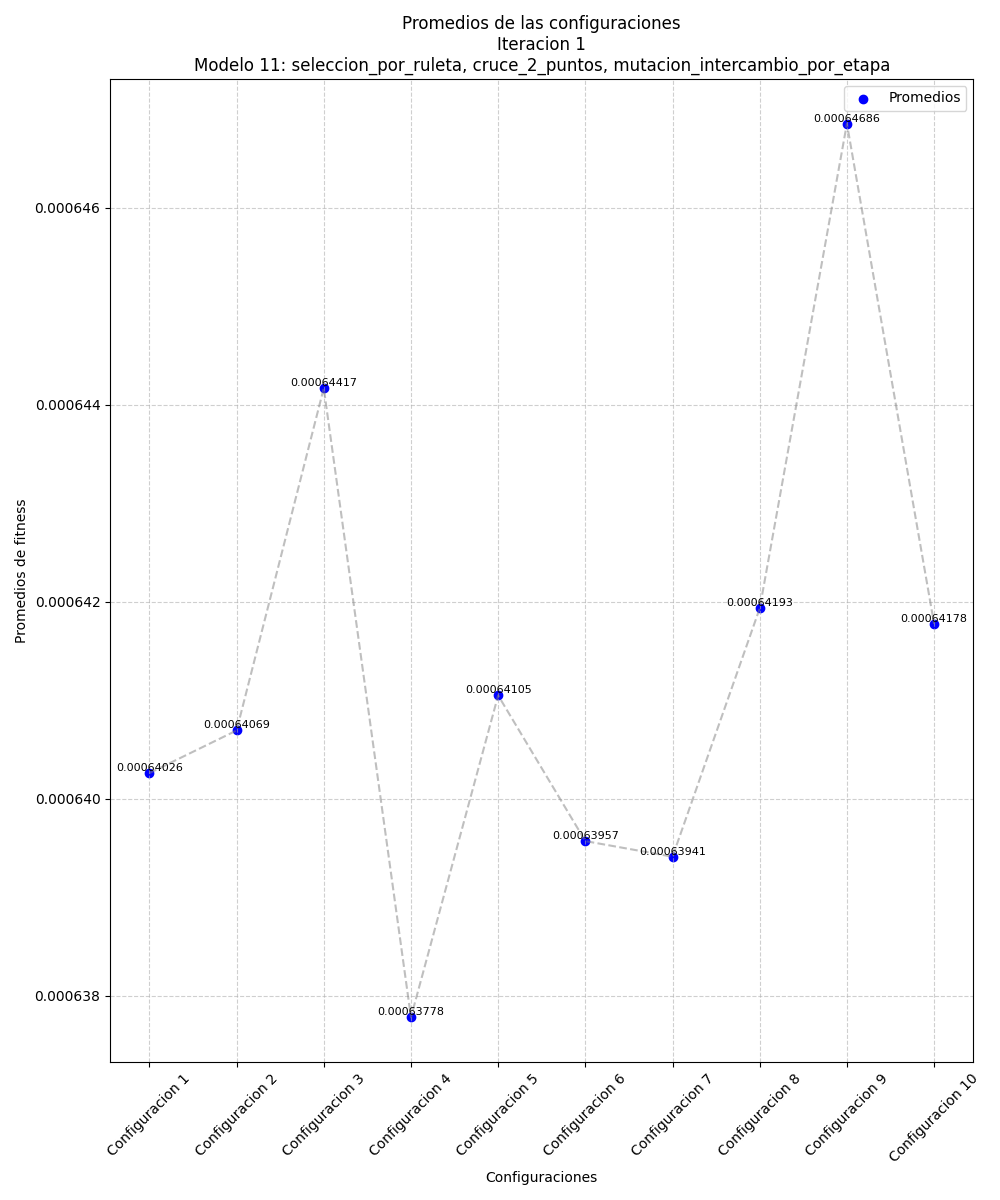 Promedios de las configuraciones
Iteracion 1
Modelo 11: seleccion_por_ruleta, cruce_2_puntos, mutacion_intercambio_por_etapa
Promedios
0.00064686
0.000646
0.00064417
0.000644
0.000642
0.00064193
0.00064178
0.00064105
0.00064069
0.00064026
0.000640
0.00063957
0.00063941
0.000638
0.00063778
Promedios de fitness
Configuracion 1
Configuracion 2
Configuracion 3
Configuracion 4
Configuracion 5
Configuracion 6
Configuracion 7
Configuracion 8
Configuracion 9
Configuracion 10
Configuraciones